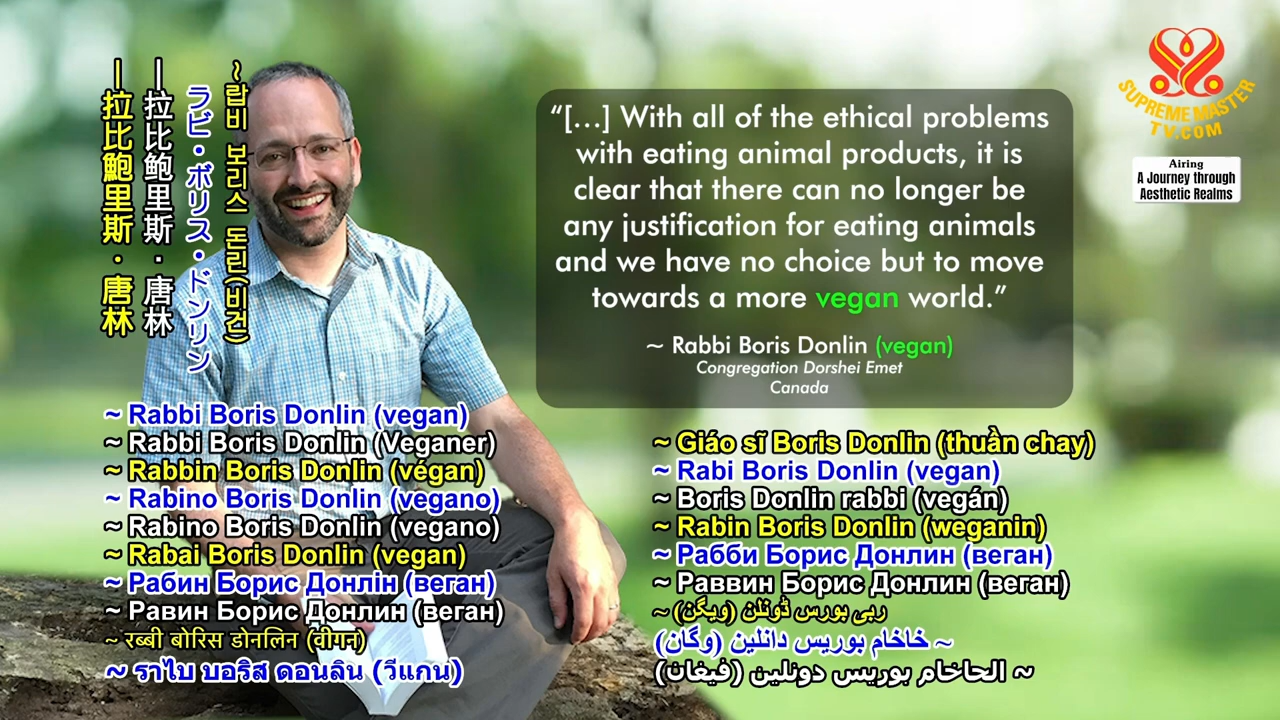 —拉比鮑里斯·唐林
—拉比鲍里斯·唐林
ラビ・ボリス・ドンリン
~랍비 보리스 돈린(비건)
“[...] With all of the ethical problems
with eating animal products, it is
clear that there can no longer be
any justification for eating animals
and we have no choice but to move
towards a more vegan world.”
~ Rabbi Boris Donlin (vegan)
Congregation Dorshei Emet
Canada
SUPREME MASTER
TV.COM
Airing
A Journey through
Aesthetic Realms
~ Rabbi Boris Donlin (vegan)
~ Rabbi Boris Donlin (Veganer)
~ Rabbin Boris Donlin (végan)
~ Rabino Boris Donlin (vegano)
~ Rabino Boris Donlin (vegano)
~ Rabai Boris Donlin (vegan)
~ Рабин Борис Донлін (веган)
~ Равин Борис Донлин (веган)
~ रब्बी बोरिस डोनलिन (वीगन)
~ ราไบ บอริส ดอนลิน (วีแกน)
~ Giáo sĩ Boris Donlin (thuần chay)
~ Rabi Boris Donlin (vegan)
~ Boris Donlin rabbi (vegán)
~ Rabin Boris Donlin (weganin)
~ Рабби Борис Донлин (веган)
~ Раввин Борис Донлин (веган)
~ ربی بورس ڈونلن (ویگن)
~ خاخام بوریس دانلین (وگان)
~ الحاخام بوريس دونلين (فيغان)